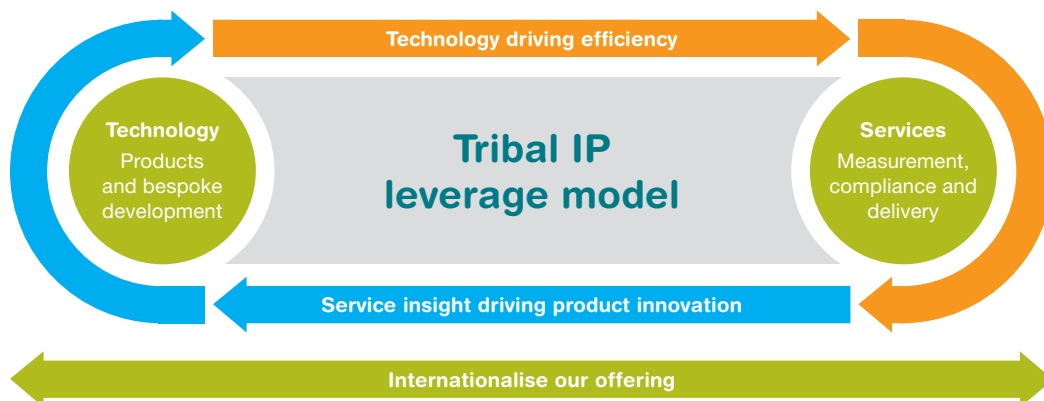 Technology driving efficiency
Technology
Products
and bespoke
development
Tribal IP
leverage model
Services
Measurement,
compliance and
delivery
Service insight driving product innovation
Internationalise our offering